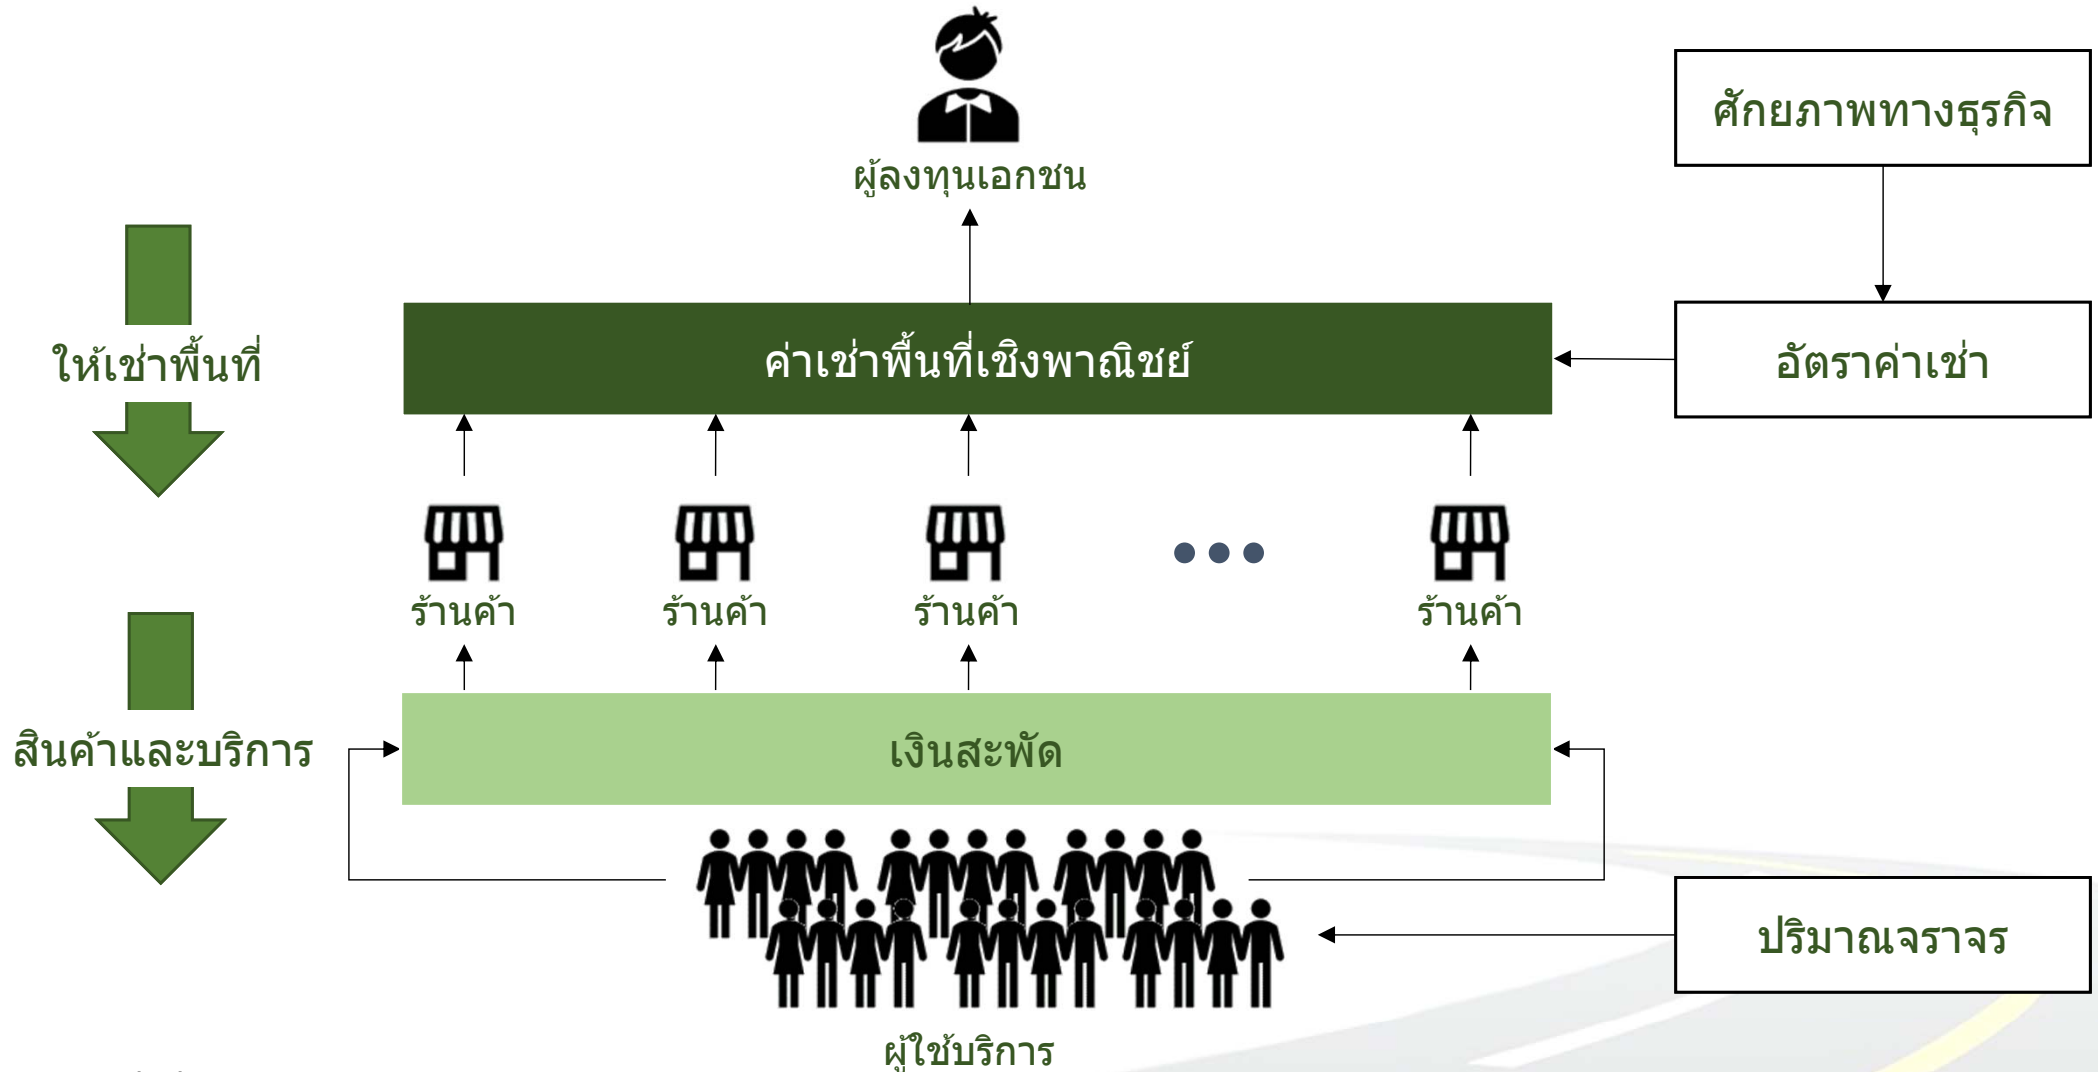 ผู้ลงทุนเอกชน
ศักยภาพทางธุรกิจ
ให้เช่าพื้นที่
ค่าเช่าพื้นที่เชิงพาณิชย์
อัตราค่าเช่า
ร้านค้า
ร้านค้า
ร้านค้า
ร้านค้า
สินค้าและบริการ
เงินสะพัด
ปริมาณจราจร
ผู้ใช้บริการ